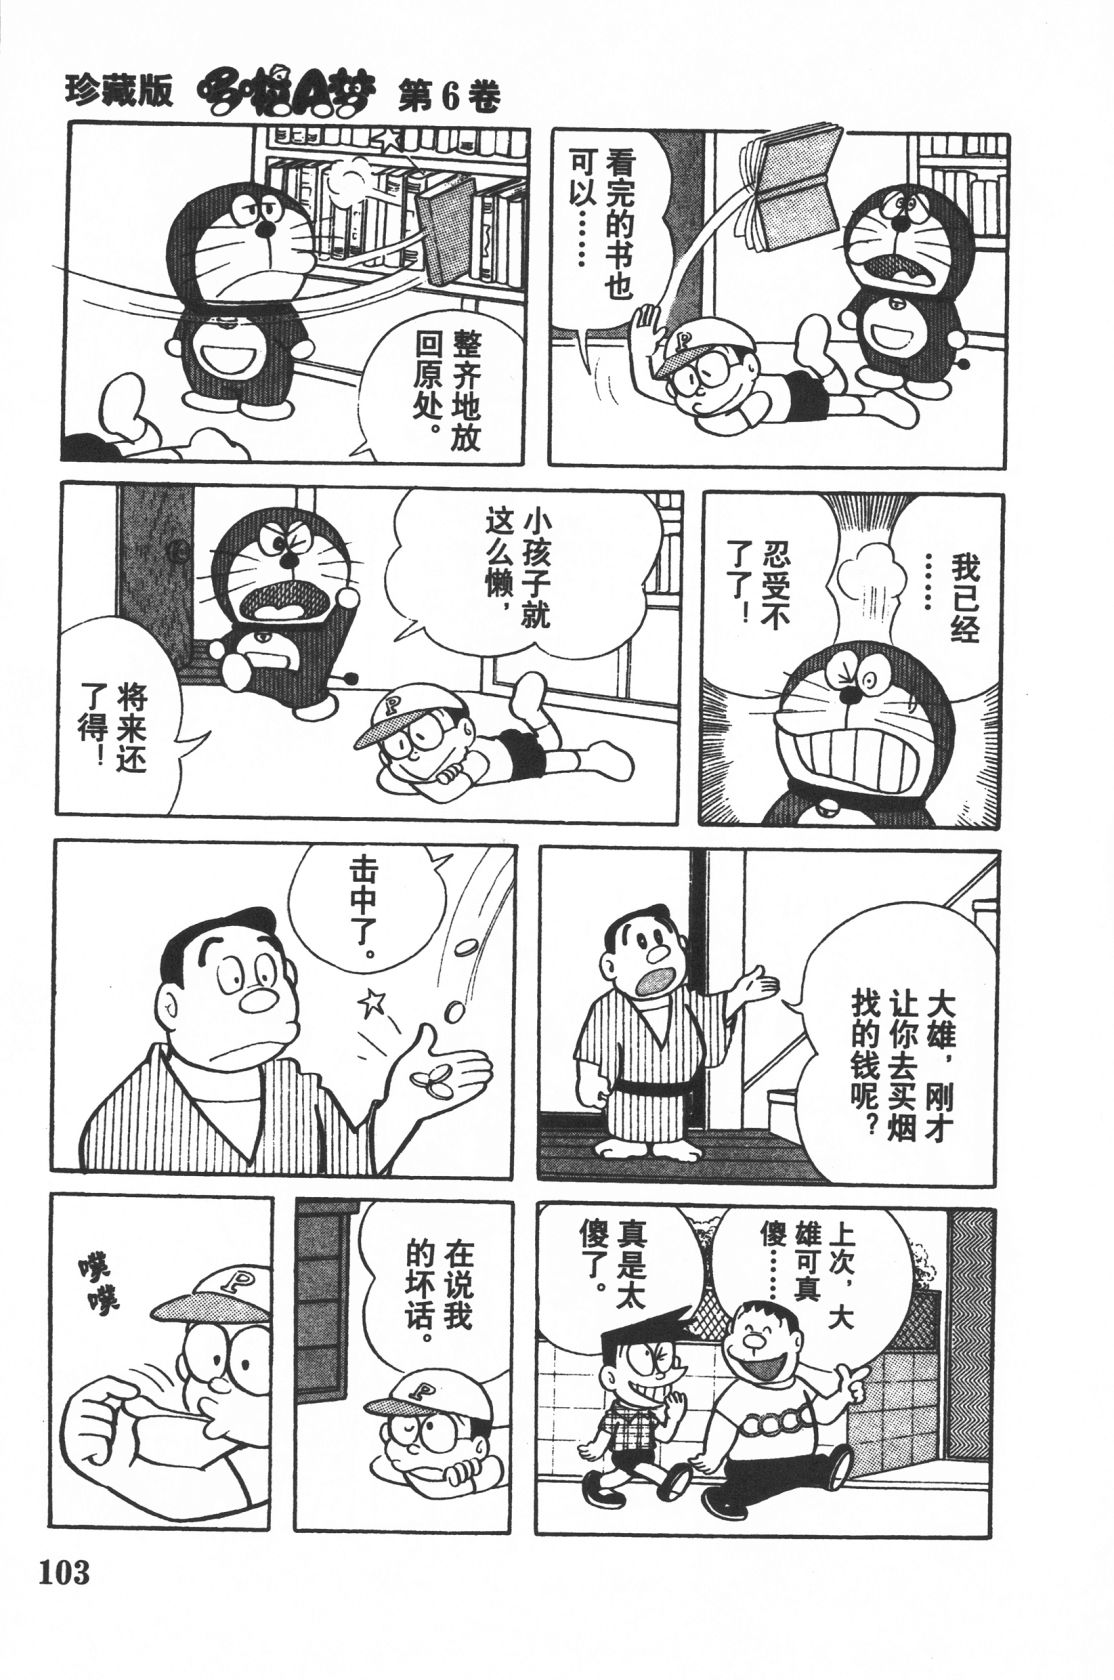 珍藏版 哆啦A梦 第6卷
看完的书也
可以……
整齐地放
回原处。
我已经
……
忍受不
了了！
小孩子就
这么懒，
将来还
了得！
大雄，刚才
让你去买烟
找的钱呢？
击中了。
上次，大
雄可真
傻……
真是太
傻了。
在说我
的坏话。
噗
噗
103
P
P
P
P